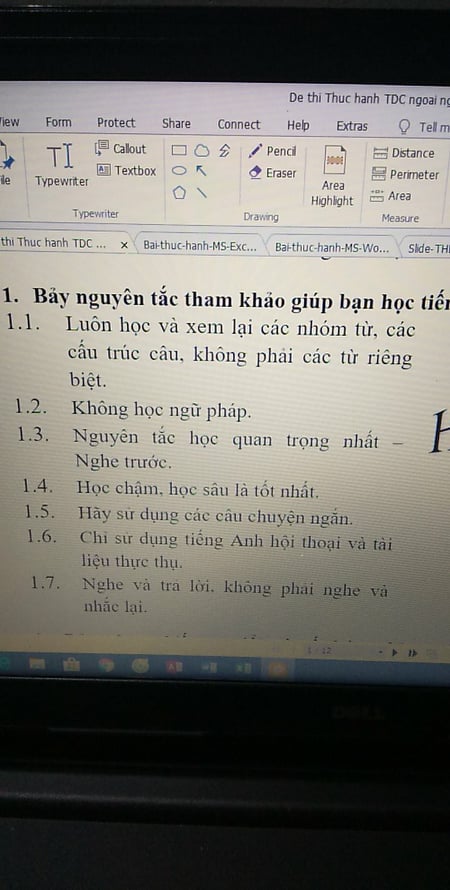 De thi Thuc hanh TDC ngoai ng
iew Form Protect Share Connect Help Extras Tell m
Callout Pencil Distance
Textbox Eraser Perimeter
ile Typewriter Area Highlight Area
Typewriter Drawing Measure
thi Thuc hanh TDC ... × Bai-thuc-hanh-MS-Exc... Bai-thuc-hanh-MS-Wo... Slide-TH
1. Bảy nguyên tắc tham khảo giúp bạn học tiến
1.1. Luôn học và xem lại các nhóm từ, các
cấu trúc câu, không phải các từ riêng
biệt.
1.2. Không học ngữ pháp.
H
1.3. Nguyên tắc học quan trọng nhất –
Nghe trước.
1.4. Học chậm, học sâu là tốt nhất.
1.5. Hãy sử dụng các câu chuyện ngắn.
1.6. Chỉ sử dụng tiếng Anh hội thoại và tài
liệu thực thụ.
1.7. Nghe và trả lời, không phải nghe và
nhắc lại.
1 / 12
DELL